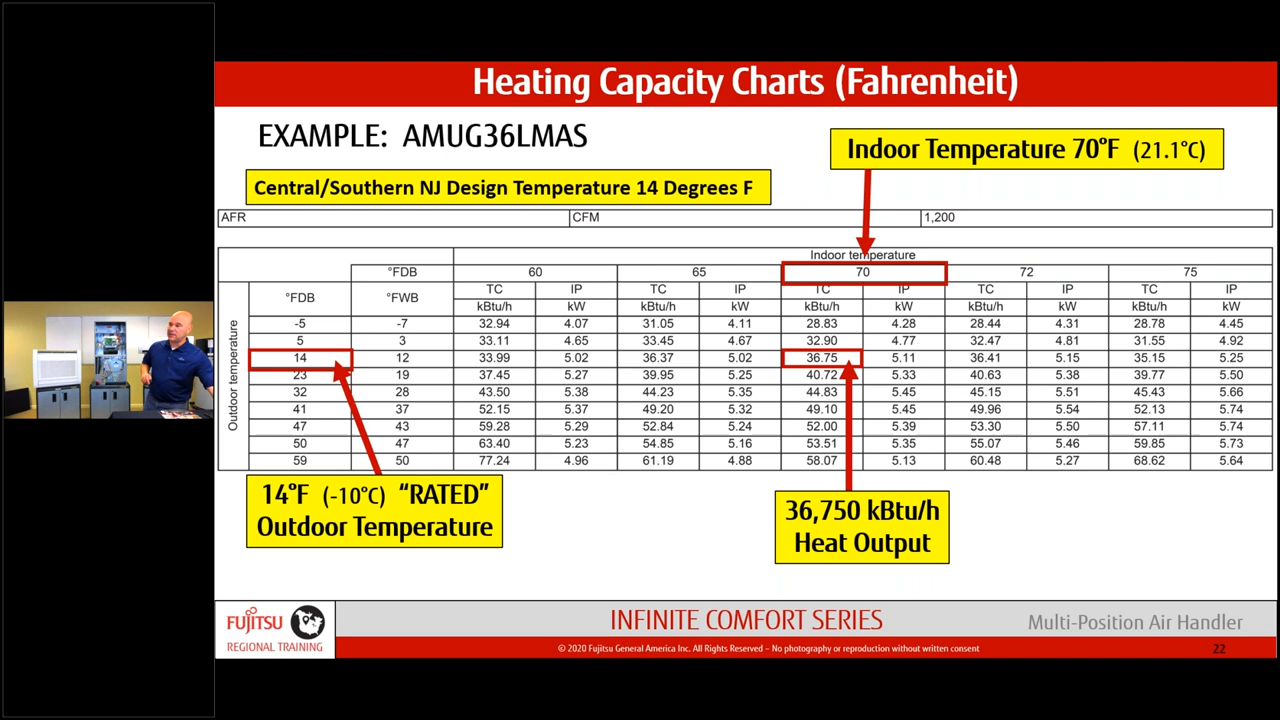 Heating Capacity Charts (Fahrenheit)
EXAMPLE: AMUG36LMAS
Indoor Temperature 70°F (21.1°C)
Central/Southern NJ Design Temperature 14 Degrees F
AFR CFM 1,200
Indoor temperature
°FDB 60 65 70 72 75
°FDB °FWB TC IP TC IP TC IP TC IP TC IP
kBtu/h kW kBtu/h kW kBtu/h kW kBtu/h kW kBtu/h kW
Outdoor temperature
-5 -7 32.94 4.07 31.05 4.11 28.83 4.28 28.44 4.31 28.78 4.45
5 3 33.11 4.65 33.45 4.67 32.90 4.77 32.47 4.81 31.55 4.92
14 12 33.99 5.02 36.37 5.02 36.75 5.11 36.41 5.15 35.15 5.25
23 19 37.45 5.27 39.95 5.25 40.72 5.33 40.63 5.38 39.77 5.50
32 28 43.50 5.38 44.23 5.35 44.83 5.45 45.15 5.51 45.43 5.66
41 37 52.15 5.37 49.20 5.32 49.10 5.45 49.96 5.54 52.13 5.74
47 43 59.28 5.29 52.84 5.24 52.00 5.39 53.30 5.50 57.11 5.74
50 47 63.40 5.23 54.85 5.16 53.51 5.35 55.07 5.46 59.85 5.73
59 50 77.24 4.96 61.19 4.88 58.07 5.13 60.48 5.27 68.62 5.64
14°F (-10°C) “RATED”
Outdoor Temperature
36,750 kBtu/h
Heat Output
FUJITSU
REGIONAL TRAINING
INFINITE COMFORT SERIES
Multi-Position Air Handler
© 2020 Fujitsu General America Inc. All Rights Reserved – No photography or reproduction without written consent
22